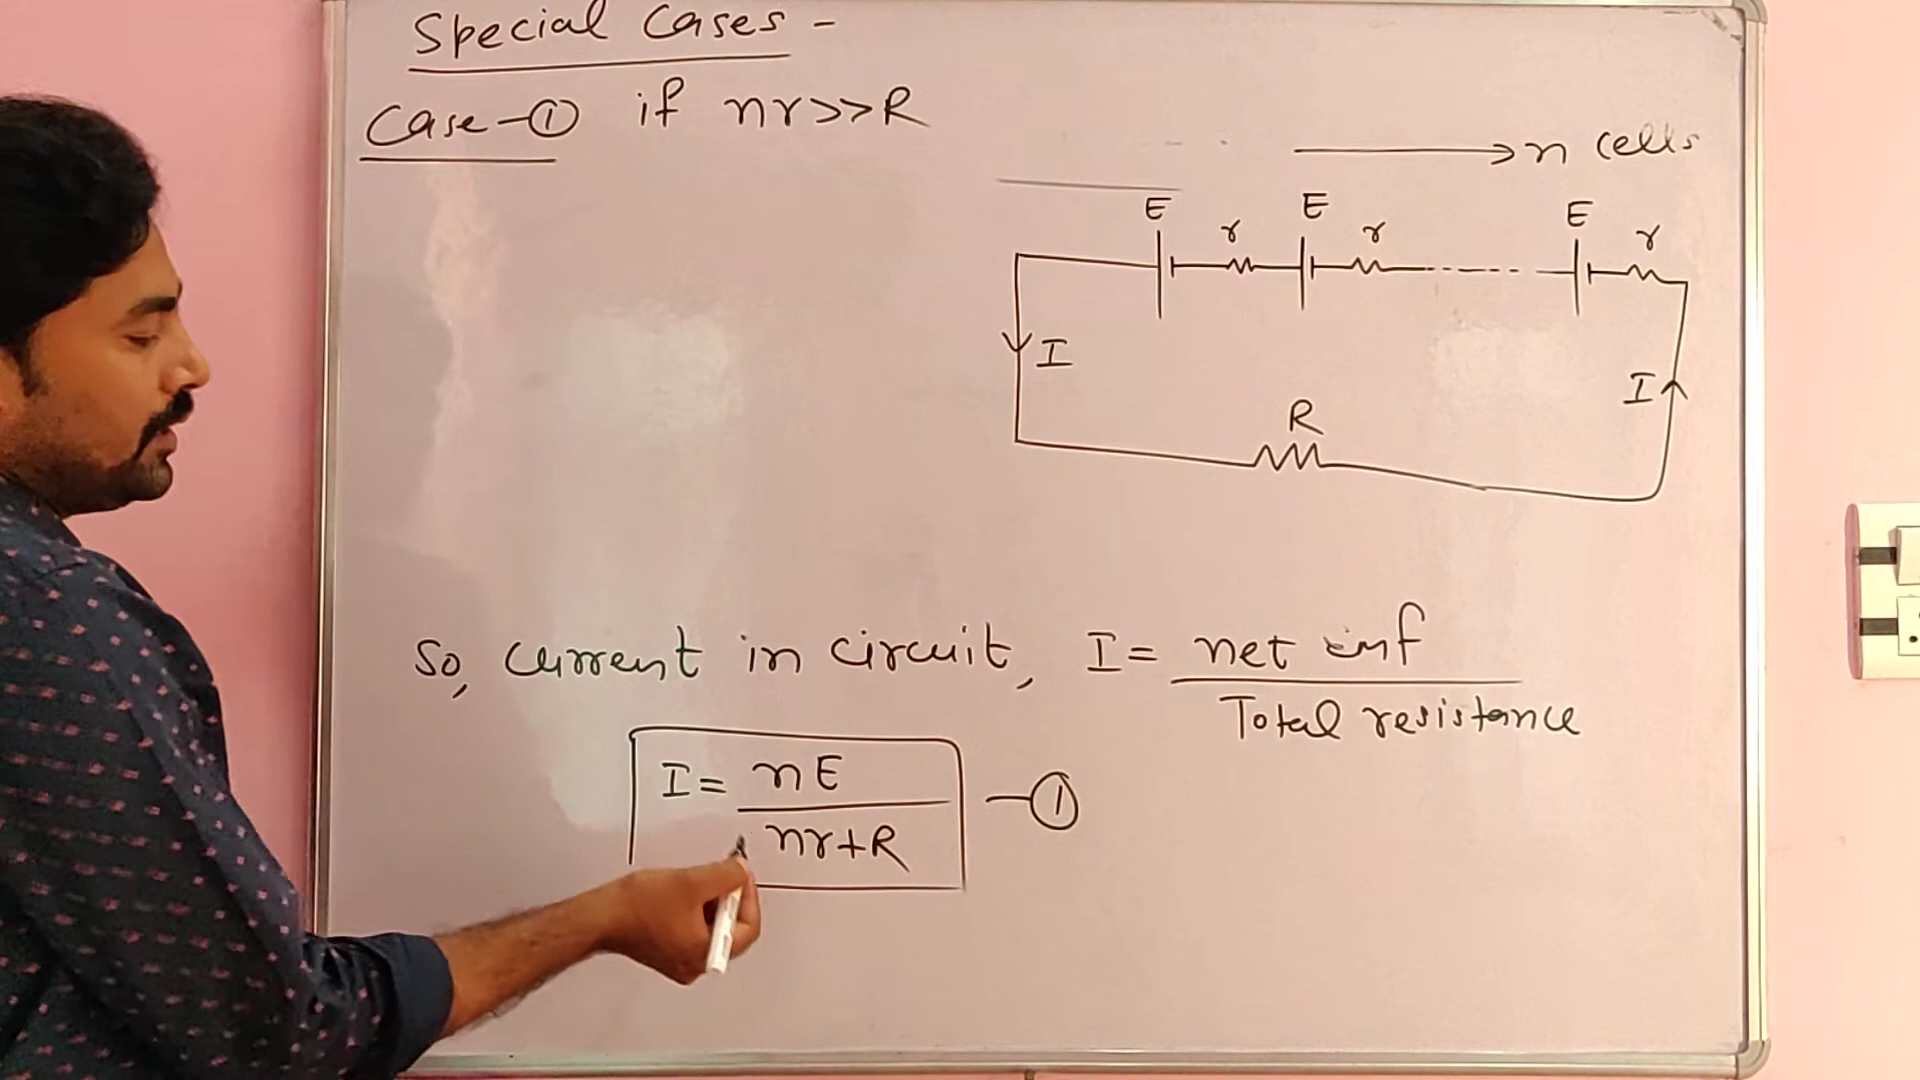 Special Cases -
Case-① if nr>>R
n cells
E E E
r r r
I I
R
So, current in circuit, I = net emf
Total resistance
I = nE
nr+R
—①